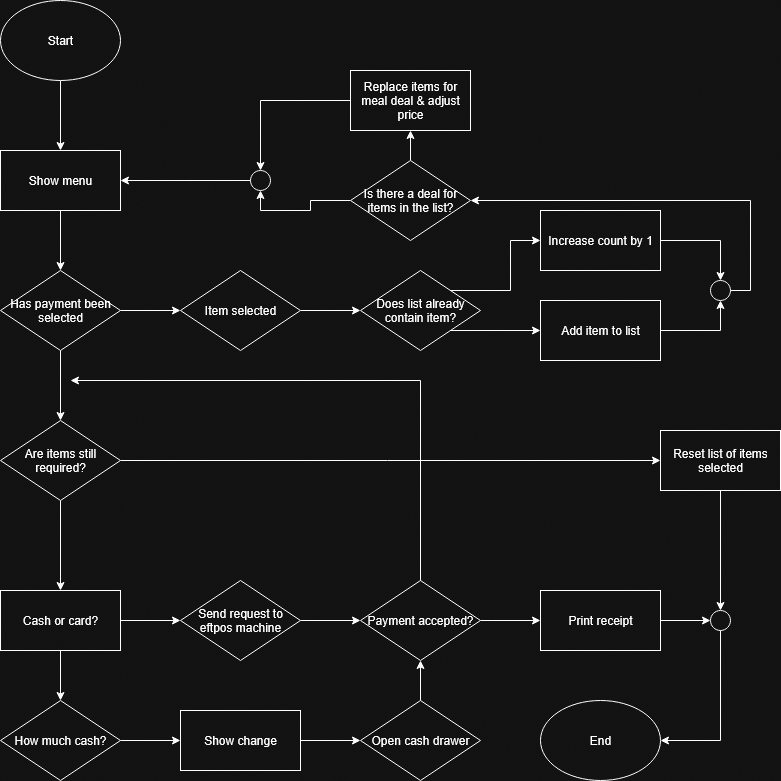 Start
Replace items for
meal deal & adjust
price
Show menu
Is there a deal for
items in the list?
Increase count by 1
Has payment been
selected
Item selected
Does list already
contain item?
Add item to list
Are items still
required?
Reset list of items
selected
Cash or card?
Send request to
eftpos machine
Payment accepted?
Print receipt
How much cash?
Show change
Open cash drawer
End